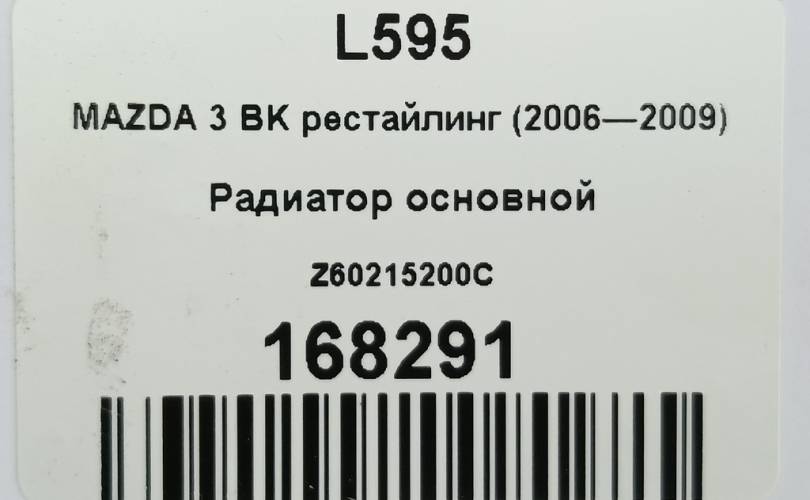 L595
MAZDA 3 BK рестайлинг (2006—2009)
Радиатор основной
Z60215200C
168291